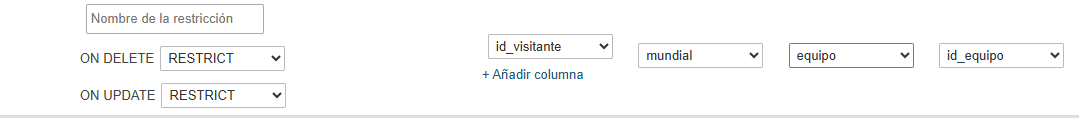 Nombre de la restricción
ON DELETE RESTRICT id_visitante mundial equipo id_equipo
+ Añadir columna
ON UPDATE RESTRICT